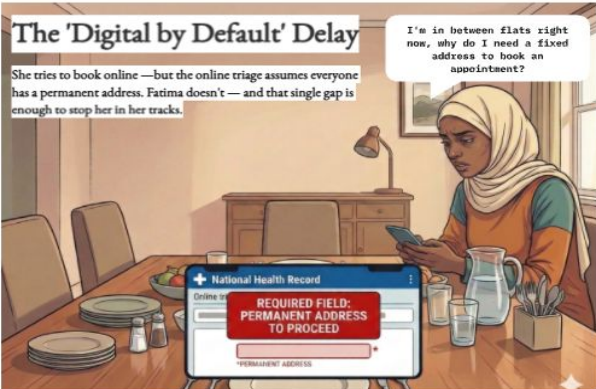 The 'Digital by Default' Delay
She tries to book online —but the online triage assumes everyone
has a permanent address. Fatima doesn't — and that single gap is
enough to stop her in her tracks.
I'm in between flats right
now, why do I need a fixed
address to book an
appointment?
National Health Record
Online
REQUIRED FIELD:
PERMANENT ADDRESS
TO PROCEED
*
*PERMANENT ADDRESS